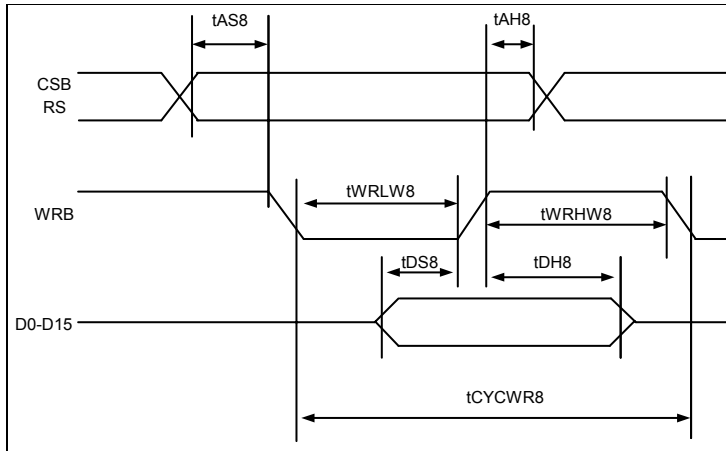 tAS8
tAH8
CSB
RS
tWRLW8
WRB
tWRHW8
tDS8
tDH8
D0-D15
tCYCWR8